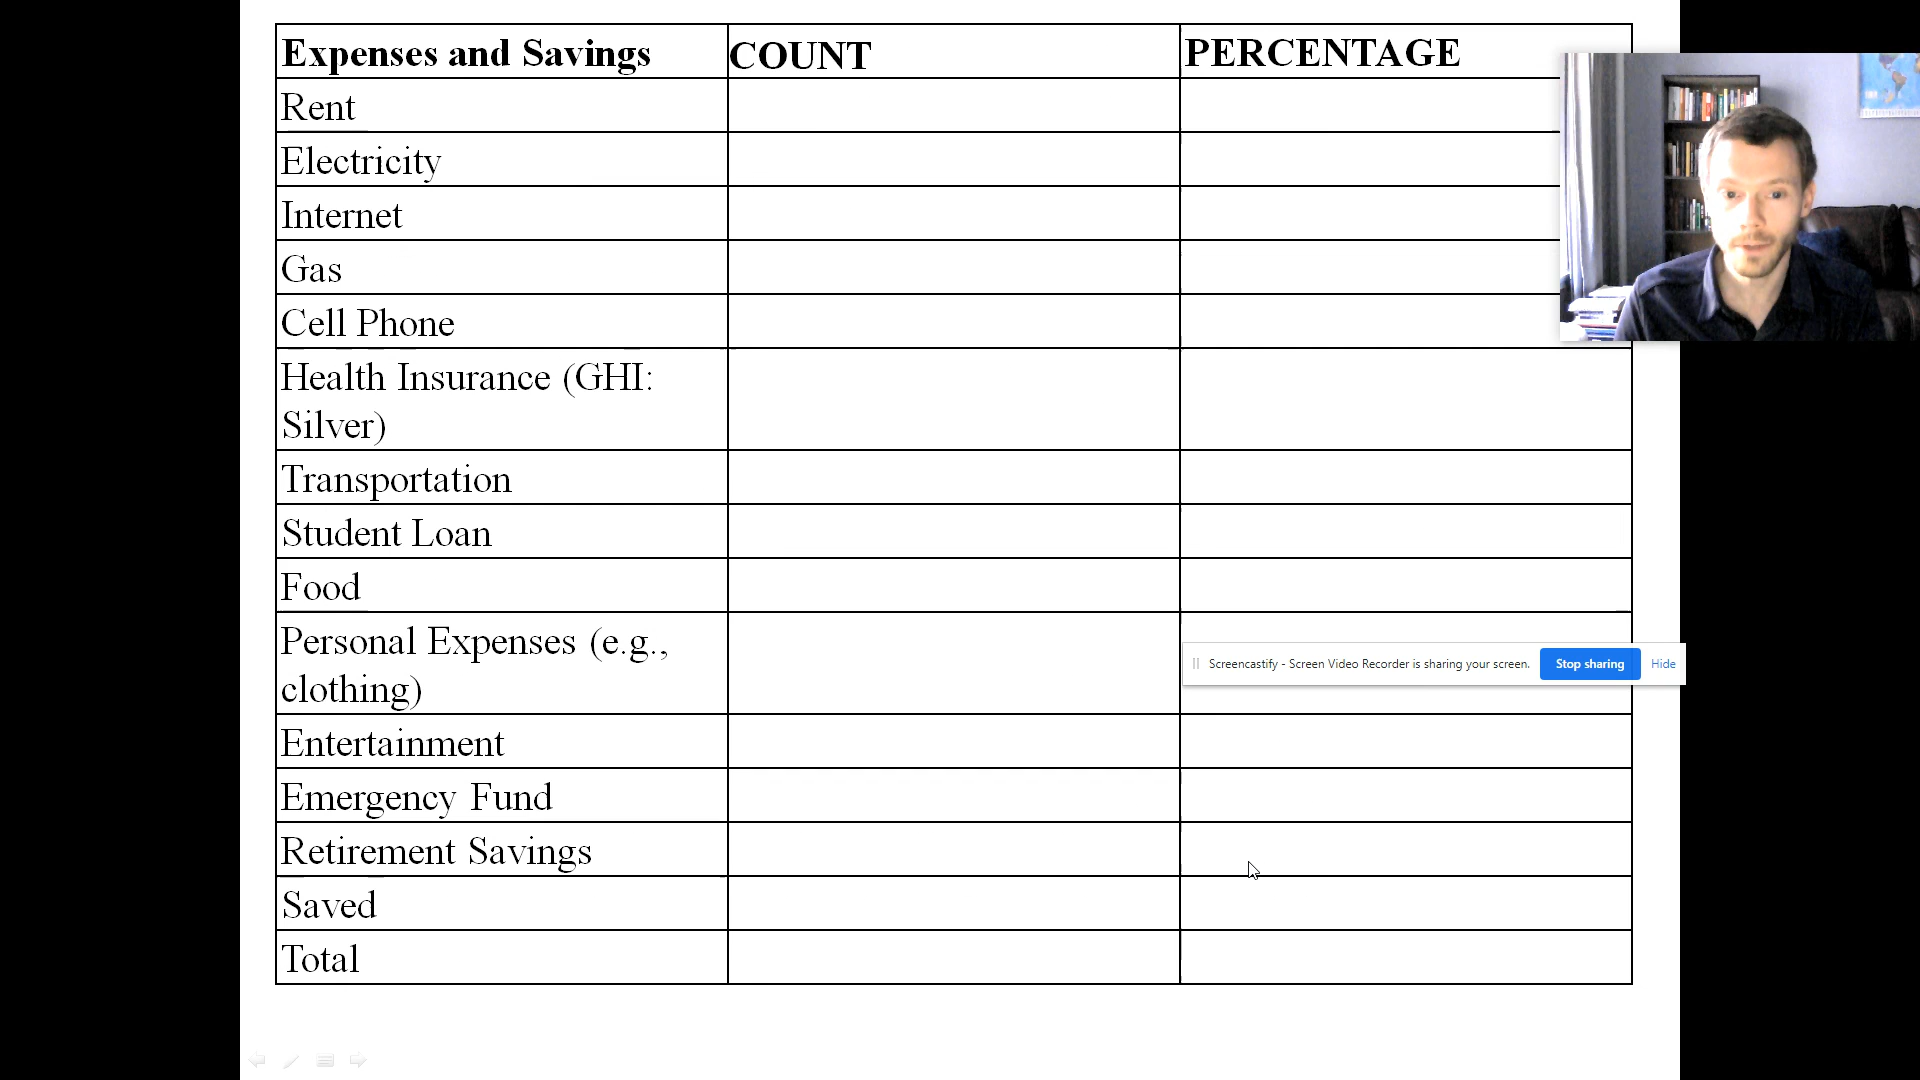 Expenses and Savings COUNT PERCENTAGE
Rent
Electricity
Internet
Gas
Cell Phone
Health Insurance (GHI:
Silver)
Transportation
Student Loan
Food
Personal Expenses (e.g.,
clothing)
Screencastify - Screen Video Recorder is sharing your screen. Stop sharing Hide
Entertainment
Emergency Fund
Retirement Savings
Saved
Total